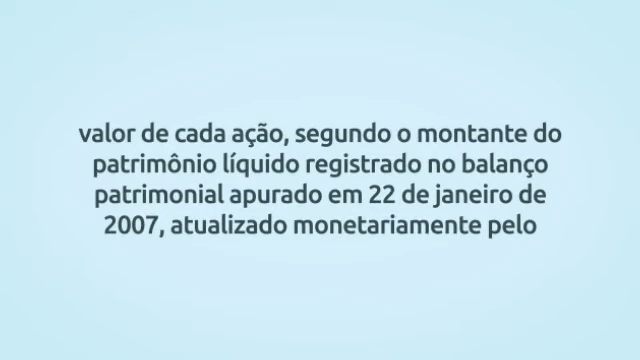 valor de cada ação, segundo o montante do
patrimônio líquido registrado no balanço
patrimonial apurado em 22 de janeiro de
2007, atualizado monetariamente pelo